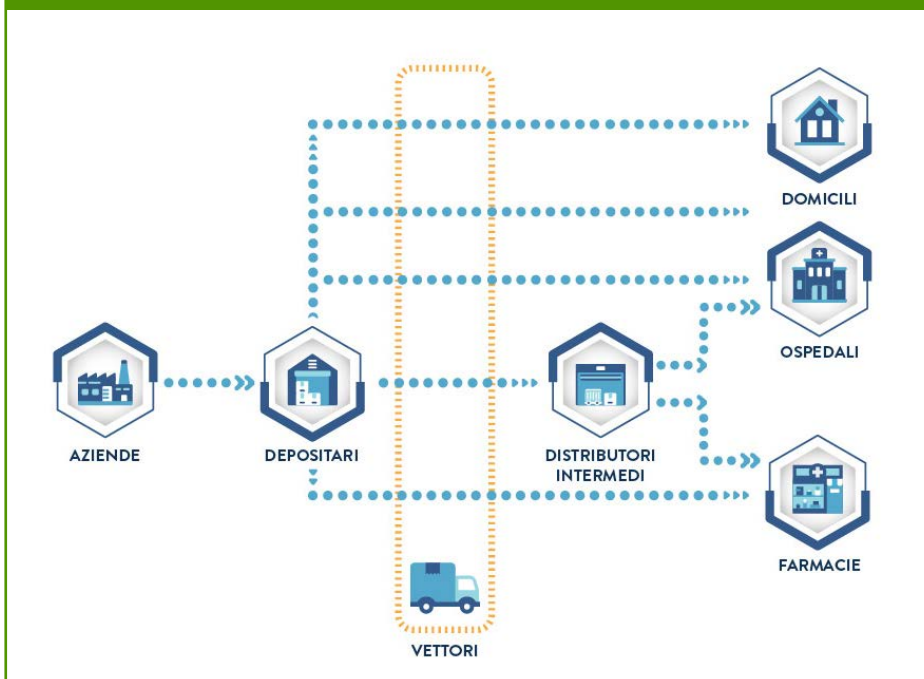 DOMICILI
OSPEDALI
AZIENDE
DEPOSITARI
DISTRIBUTORI
INTERMEDI
FARMACIE
VETTORI